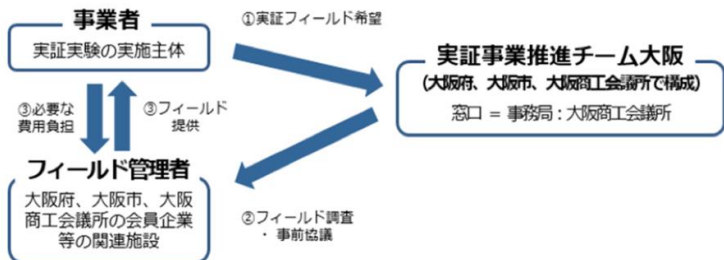 事業者
実証実験の実施主体
①実証フィールド希望
実証事業推進チーム大阪
(大阪府、大阪市、大阪商工会議所で構成)
窓口 = 事務局：大阪商工会議所
③必要な
費用負担
③フィールド
提供
フィールド管理者
大阪府、大阪市、大阪
商工会議所の会員企業
等の関連施設
②フィールド調査
・ 事前協議